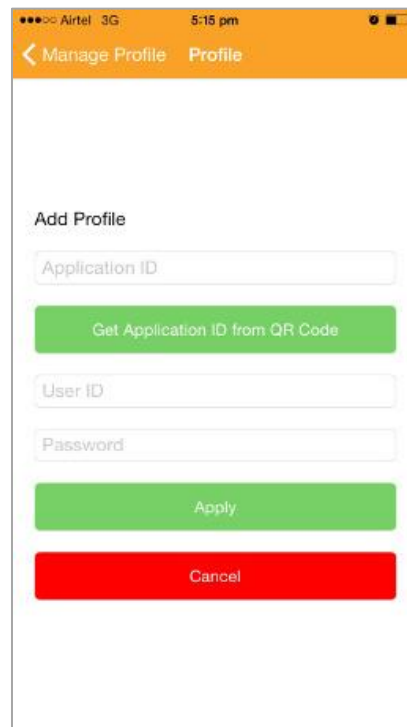 Airtel 3G 5:15 pm
Manage Profile Profile
Add Profile
Application ID
Get Application ID from QR Code
User ID
Password
Apply
Cancel